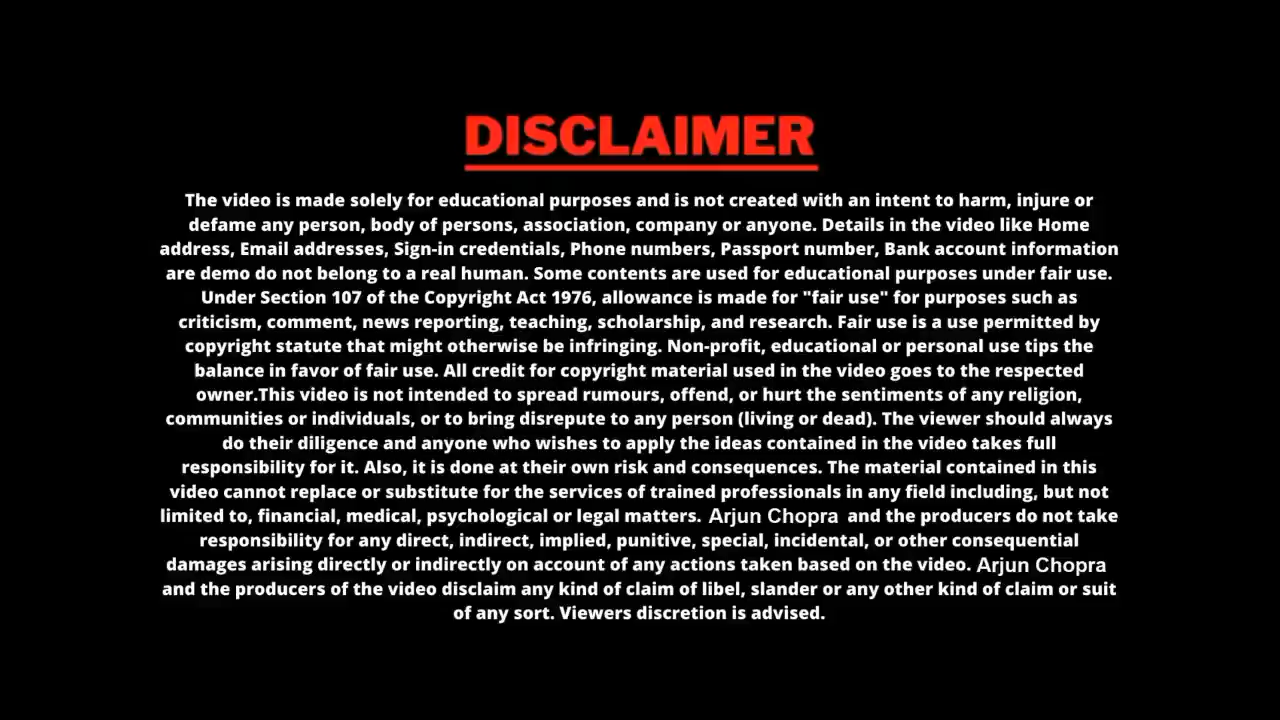 DISCLAIMER
The video is made solely for educational purposes and is not created with an intent to harm, injure or
defame any person, body of persons, association, company or anyone. Details in the video like Home
address, Email addresses, Sign-in credentials, Phone numbers, Passport number, Bank account information
are demo do not belong to a real human. Some contents are used for educational purposes under fair use.
Under Section 107 of the Copyright Act 1976, allowance is made for "fair use" for purposes such as
criticism, comment, news reporting, teaching, scholarship, and research. Fair use is a use permitted by
copyright statute that might otherwise be infringing. Non-profit, educational or personal use tips the
balance in favor of fair use. All credit for copyright material used in the video goes to the respected
owner.This video is not intended to spread rumours, offend, or hurt the sentiments of any religion,
communities or individuals, or to bring disrepute to any person (living or dead). The viewer should always
do their diligence and anyone who wishes to apply the ideas contained in the video takes full
responsibility for it. Also, it is done at their own risk and consequences. The material contained in this
video cannot replace or substitute for the services of trained professionals in any field including, but not
limited to, financial, medical, psychological or legal matters. Arjun Chopra and the producers do not take
responsibility for any direct, indirect, implied, punitive, special, incidental, or other consequential
damages arising directly or indirectly on account of any actions taken based on the video. Arjun Chopra
and the producers of the video disclaim any kind of claim of libel, slander or any other kind of claim or suit
of any sort. Viewers discretion is advised.